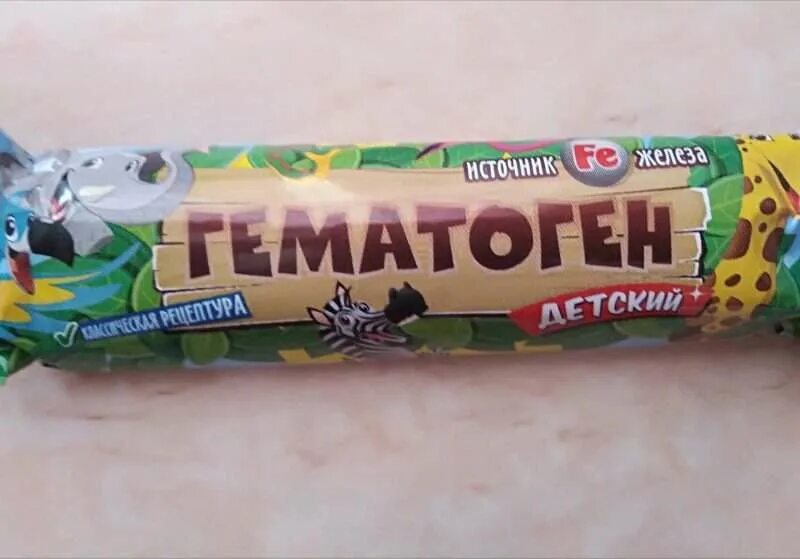 ИСТОЧНИК Fe ЖЕЛЕЗА
ГЕМАТОГЕН
ДЕТСКИЙ
КЛАССИЧЕСКАЯ РЕЦЕПТУРА